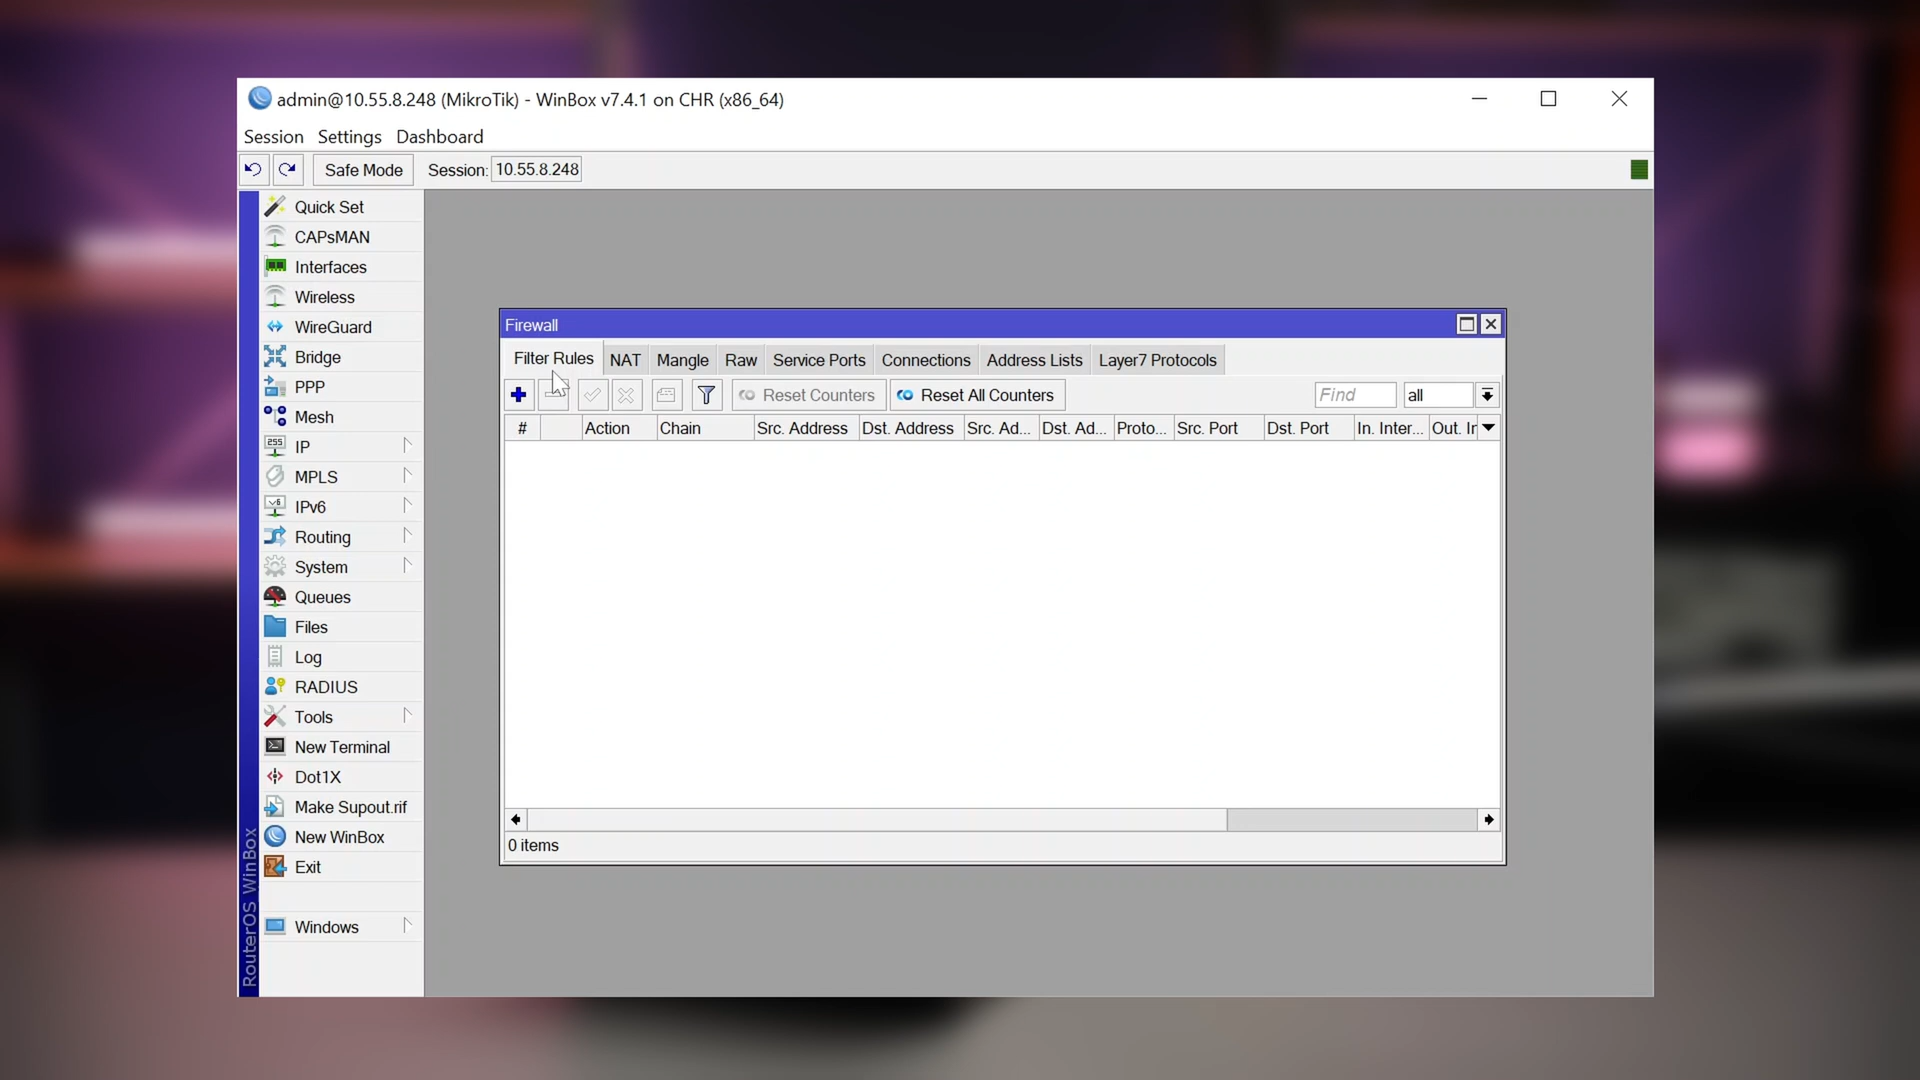 admin@10.55.8.248 (MikroTik) - WinBox v7.4.1 on CHR (x86_64)
Session Settings Dashboard
Safe Mode Session: 10.55.8.248
Quick Set
CAPsMAN
Interfaces
Wireless
WireGuard
Bridge
PPP
Mesh
255 IP
MPLS
v6 IPv6
Routing
System
Queues
Files
Log
RADIUS
Tools
New Terminal
Dot1X
Make Supout.rif
New WinBox
Exit
Windows
RouterOS WinBox
Firewall
Filter Rules NAT Mangle Raw Service Ports Connections Address Lists Layer7 Protocols
Reset Counters Reset All Counters Find all
# Action Chain Src. Address Dst. Address Src. Ad... Dst. Ad... Proto... Src. Port Dst. Port In. Inter... Out. Ir
0 items